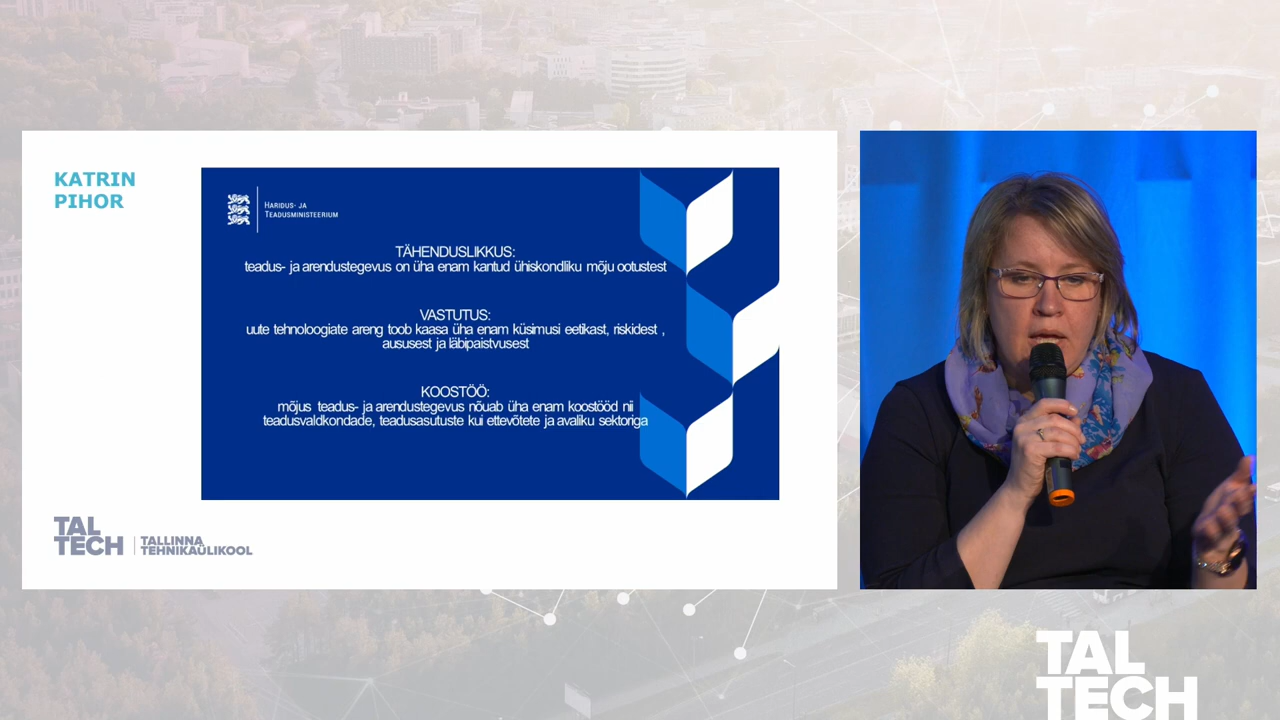 KATRIN
PIHOR
HARIDUS- JA
TEADUSMINISTEERIUM
TÄHENDUSLIKKUS:
teadus- ja arendustegevus on üha enam kantud ühiskondliku mõju ootustest
VASTUTUS:
uute tehnoloogiate areng toob kaasa üha enam küsimusi eetikast, riskidest ,
aususest ja läbipaistvusest
KOOSTÖÖ:
mõjus teadus- ja arendustegevus nõuab üha enam koostööd nii
teadusvaldkondade, teadusasutuste kui ettevõtete ja avaliku sektoriga
TAL
TECH
TALLINNA
TEHNIKAÜLIKOOL
TAL
TECH